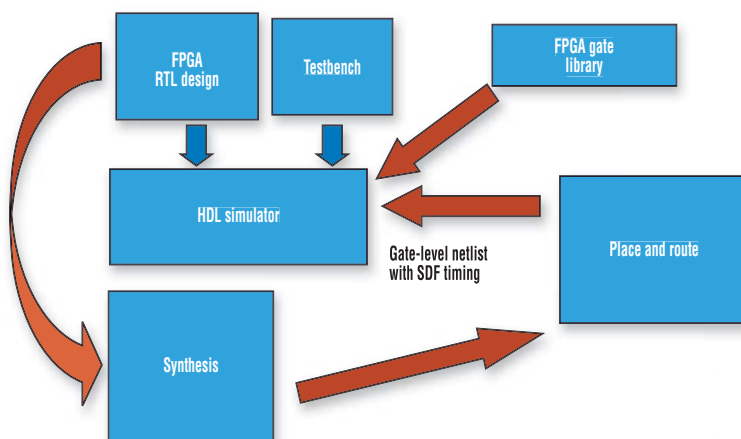 FPGA
RTL design
Testbench
FPGA gate
library
HDL simulator
Gate-level netlist
with SDF timing
Place and route
Synthesis